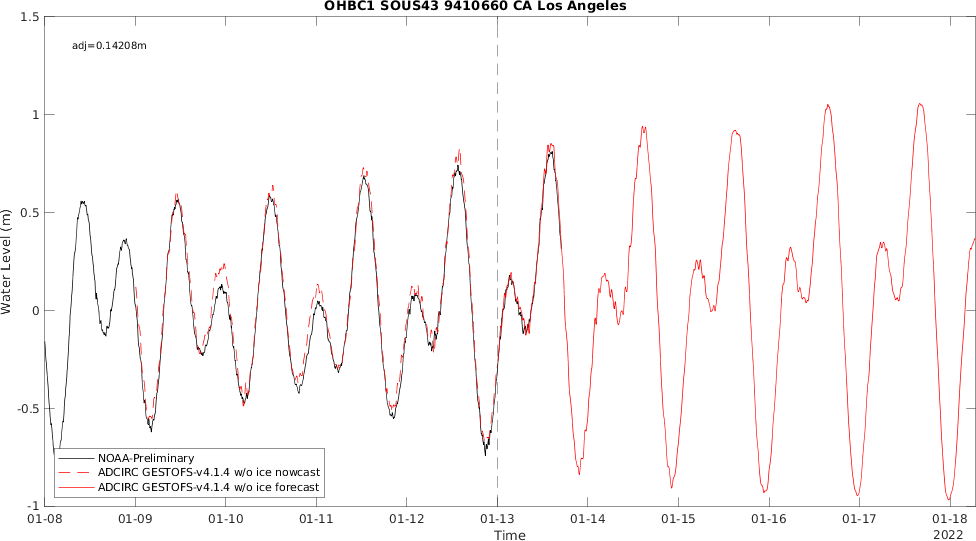 OHBC1 SOUS43 9410660 CA Los Angeles
1.5
adj=0.14208m
1
0.5
0
-0.5
-1
Water Level (m)
NOAA-Preliminary
ADCIRC GESTOFS-v4.1.4 w/o ice nowcast
ADCIRC GESTOFS-v4.1.4 w/o ice forecast
01-08 01-09 01-10 01-11 01-12 01-13 01-14 01-15 01-16 01-17 01-18
Time
2022